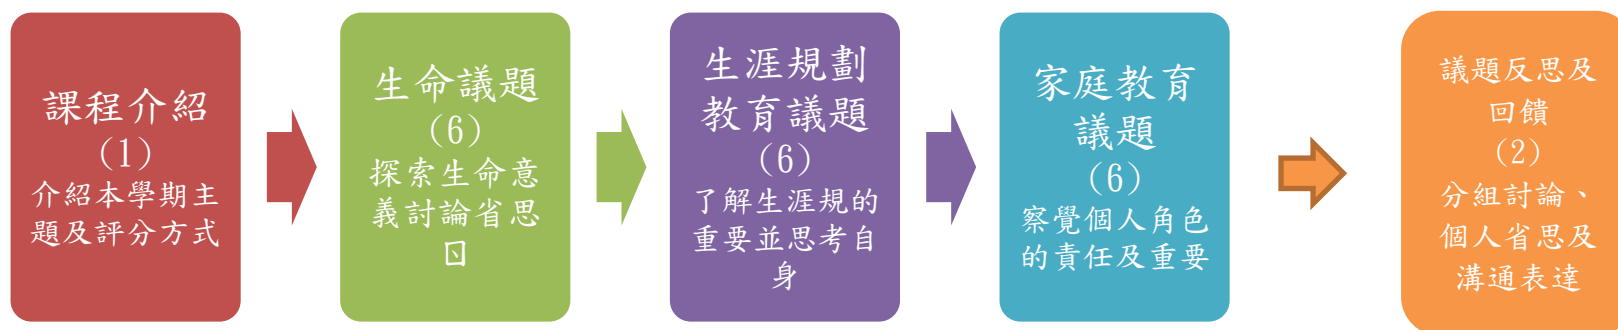 課程介紹
(1)
介紹本學期主
題及評分方式
生命議題
(6)
探索生命意
義討論省思
生涯規劃
教育議題
(6)
了解生涯規的
重要並思考自
身
家庭教育
議題
(6)
察覺個人角色
的責任及重要
議題反思及
回饋
(2)
分組討論、
個人省思及
溝通表達